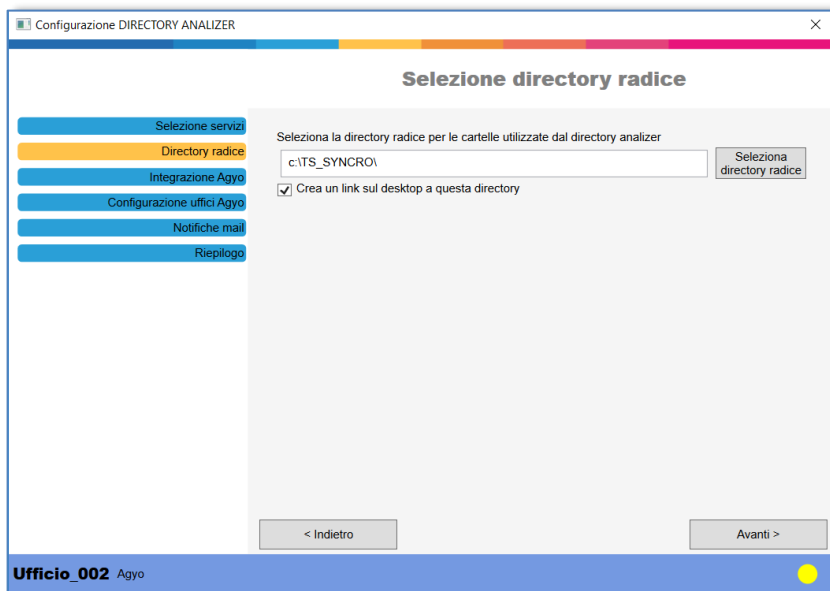 Configurazione DIRECTORY ANALIZER
Selezione directory radice
Selezione servizi
Directory radice
Integrazione Agyo
Configurazione uffici Agyo
Notifiche mail
Riepilogo
Seleziona la directory radice per le cartelle utilizzate dal directory analizer
c:\TS_SYNCRO\
Seleziona
directory radice
Crea un link sul desktop a questa directory
< Indietro
Avanti >
Ufficio_002 Agyo